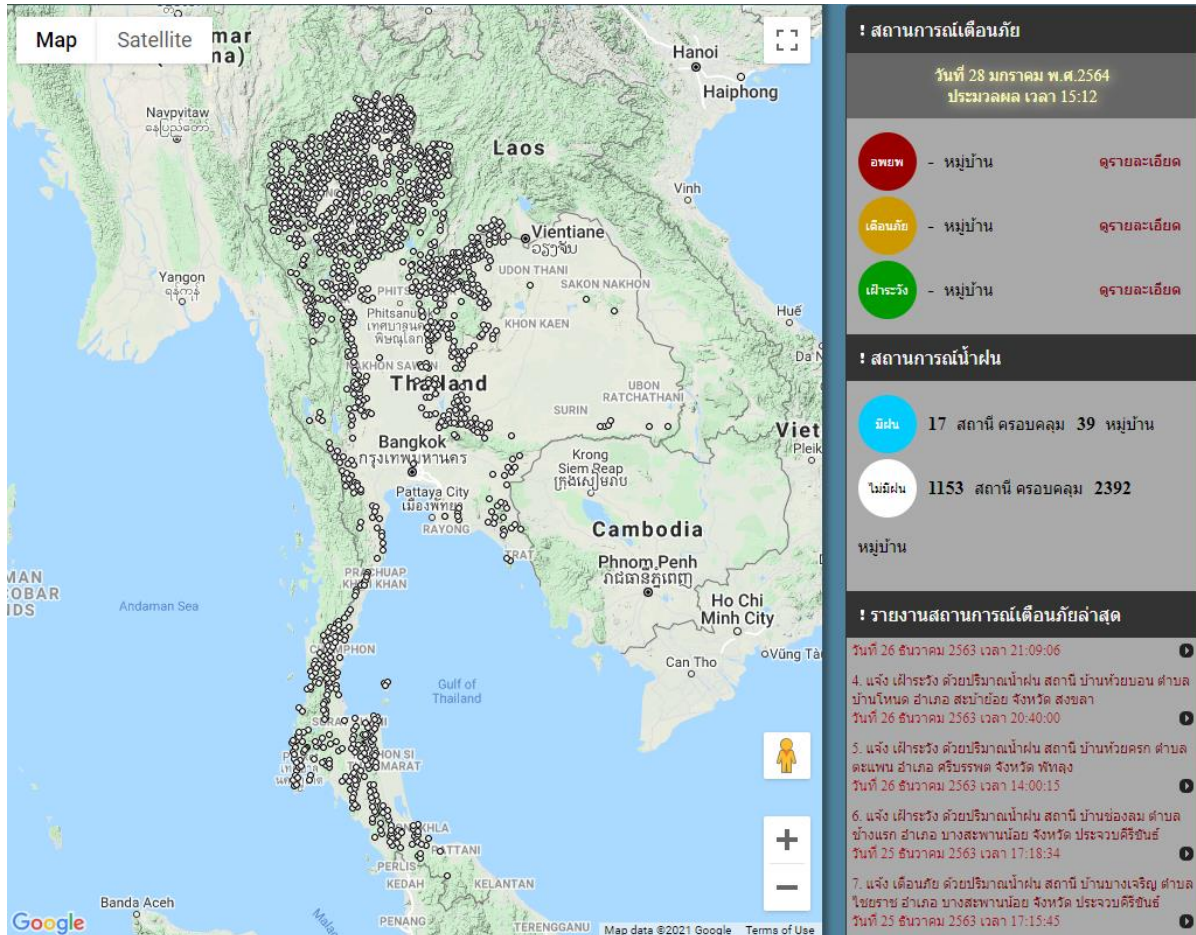 Map
Satellite
Hanoi
Haiphong
Naypyitaw
နေပြည်တော်
Laos
Vinh
Vientiane
ວຽງຈັນ
UDON THANI
SAKON NAKHON
Yangon
ရန်ကုန်
Phitsanulok
KHON KAEN
Huế
Thailand
UBON
RATCHATHANI
SURIN
Bangkok
กรุงเทพมหานคร
Krong
Siem Reap
ក្រុងសៀមរាប
Pattaya City
เมืองพัทยา
RAYONG
TRAT
Cambodia
Phnom Penh
រាជធានីភ្នំពេញ
PRACHUAP
KHIRI KHAN
Ho Chi
Minh City
Andaman Sea
Can Tho
Gulf of
Thailand
PATTANI
PERLIS
KEDAH
KELANTAN
Banda Aceh
PENANG
TERENGGANU
Google
Map data ©2021 Google
Terms of Use
! สถานการณ์เตือนภัย
วันที่ 28 มกราคม พ.ศ.2564
ประมวลผล เวลา 15:12
อพยพ - หมู่บ้าน ดูรายละเอียด
เตือนภัย - หมู่บ้าน ดูรายละเอียด
เฝ้าระวัง - หมู่บ้าน ดูรายละเอียด
! สถานการณ์น้ำฝน
มีฝน 17 สถานี ครอบคลุม 39 หมู่บ้าน
ไม่มีฝน 1153 สถานี ครอบคลุม 2392
หมู่บ้าน
! รายงานสถานการณ์เตือนภัยล่าสุด
วันที่ 26 ธันวาคม 2563 เวลา 21:09:06
4. แจ้ง เฝ้าระวัง ด้วยปริมาณน้ำฝน สถานี บ้านห้วยบอน ตำบล
บ้านโหนด อำเภอ สะบ้าย้อย จังหวัด สงขลา
วันที่ 26 ธันวาคม 2563 เวลา 20:40:00
5. แจ้ง เฝ้าระวัง ด้วยปริมาณน้ำฝน สถานี บ้านห้วยครก ตำบล
ตะแพน อำเภอ ศรีบรรพต จังหวัด พัทลุง
วันที่ 26 ธันวาคม 2563 เวลา 14:00:15
6. แจ้ง เฝ้าระวัง ด้วยปริมาณน้ำฝน สถานี บ้านช่องลม ตำบล
ช้างแรก อำเภอ บางสะพานน้อย จังหวัด ประจวบคีรีขันธ์
วันที่ 25 ธันวาคม 2563 เวลา 17:18:34
7. แจ้ง เตือนภัย ด้วยปริมาณน้ำฝน สถานี บ้านบางเจริญ ตำบล
ไชยราช อำเภอ บางสะพานน้อย จังหวัด ประจวบคีรีขันธ์
วันที่ 25 ธันวาคม 2563 เวลา 17:15:45